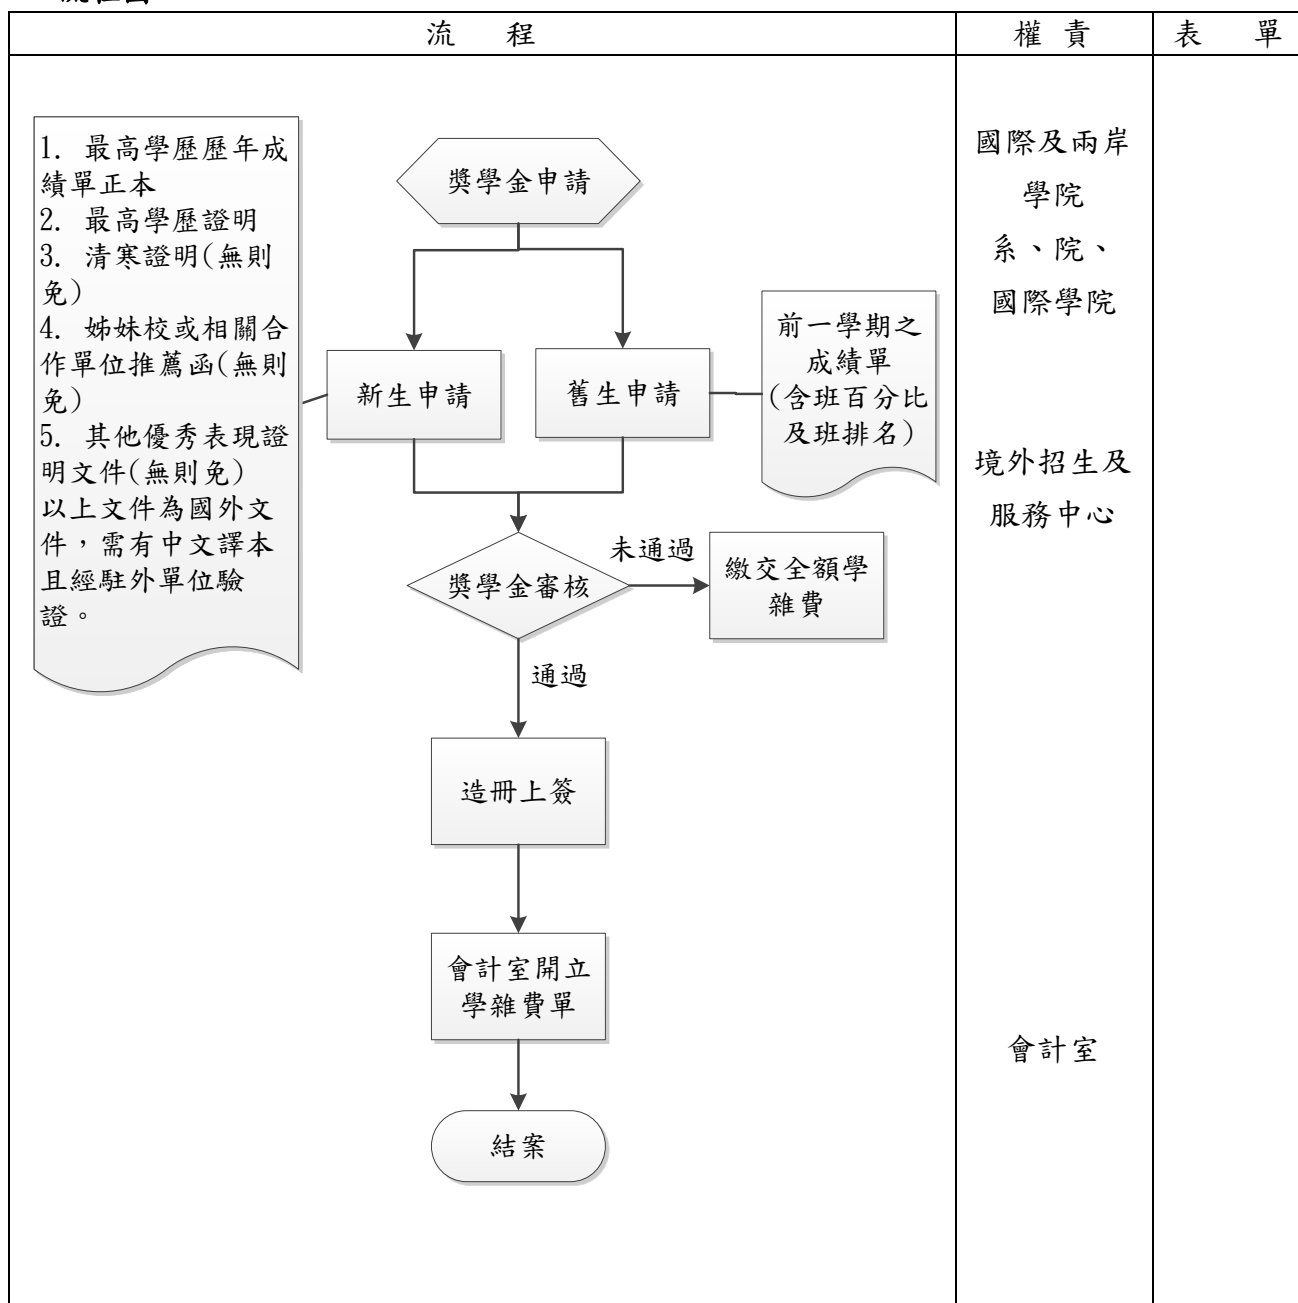 流程圖
流　程
權 責
表　單
1. 最高學歷歷年成
績單正本
2. 最高學歷證明
3. 清寒證明(無則
免)
4. 姊妹校或相關合
作單位推薦函(無則
免)
5. 其他優秀表現證
明文件(無則免)
以上文件為國外文
件，需有中文譯本
且經駐外單位驗
證。
獎學金申請
新生申請
舊生申請
前一學期之
成績單
(含班百分比
及班排名)
獎學金審核
未通過
繳交全額學
雜費
通過
造冊上簽
會計室開立
學雜費單
結案
國際及兩岸
學院
系、院、
國際學院
境外招生及
服務中心
會計室